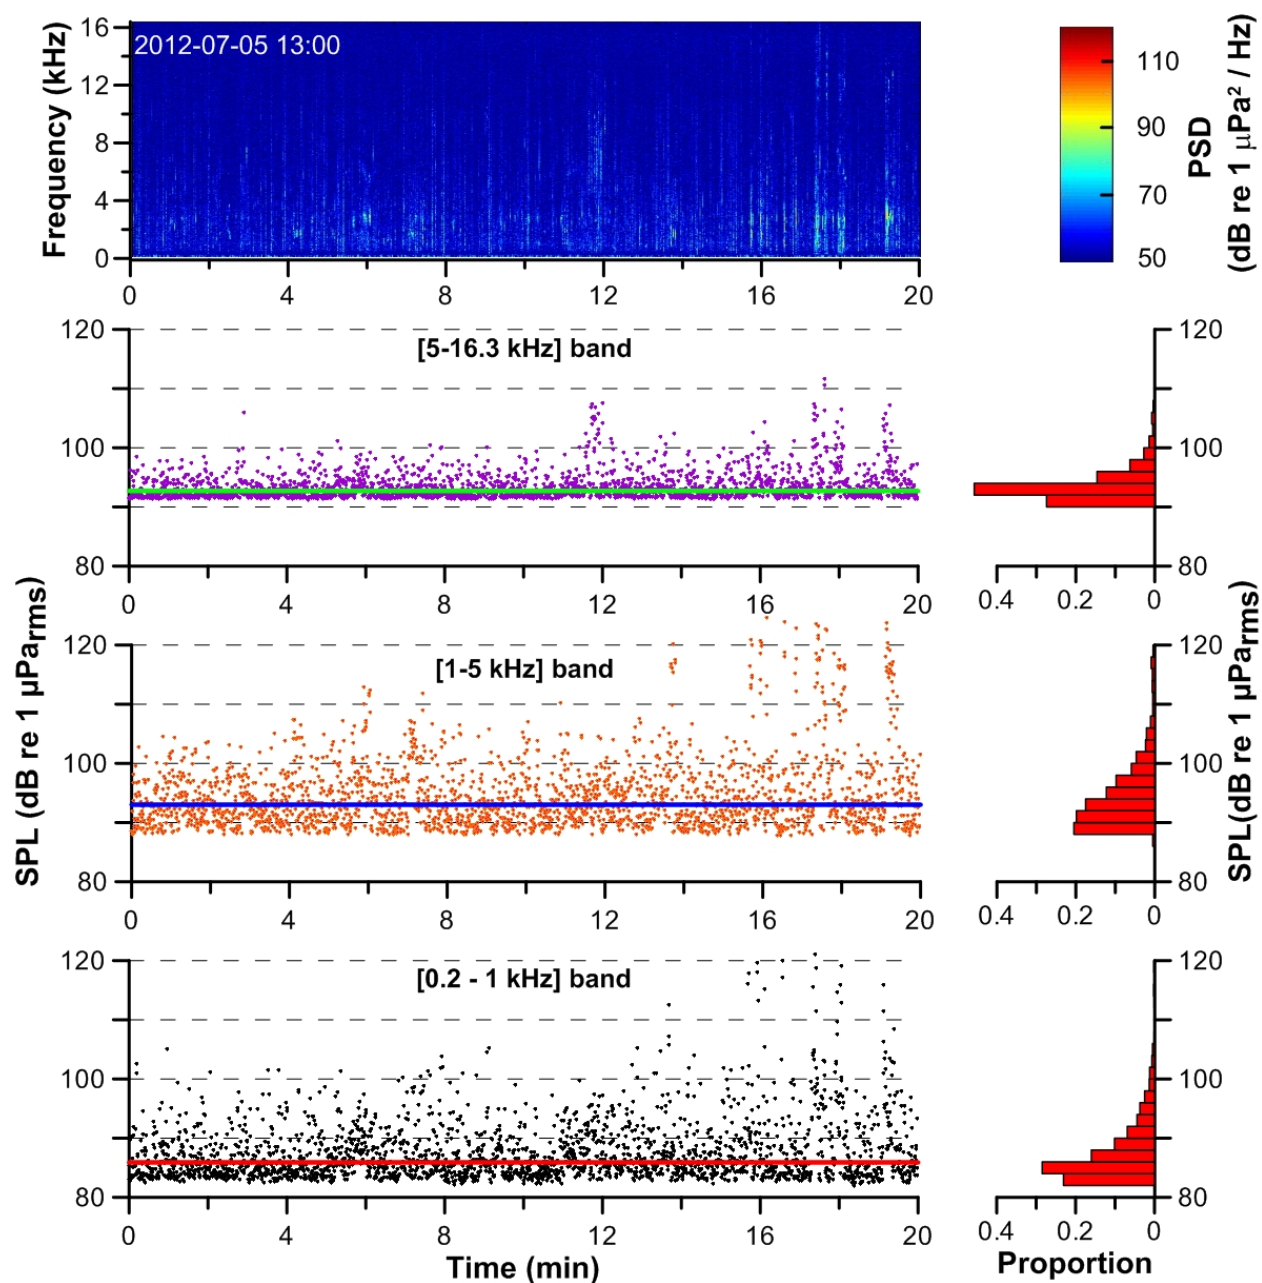 2012-07-05 13:00
Frequency (kHz)
16
12
8
4
0
0 4 8 12 16 20
110
90
70
50
PSD
(dB re 1 μPa² / Hz)
[5-16.3 kHz] band
120
100
80
0 4 8 12 16 20
120
100
80
0.4 0.2 0
SPL (dB re 1 µParms)
[1-5 kHz] band
120
100
80
0 4 8 12 16 20
120
100
80
0.4 0.2 0
SPL(dB re 1 µParms)
[0.2 - 1 kHz] band
120
100
80
0 4 8 12 16 20
Time (min)
120
100
80
0.4 0.2 0
Proportion